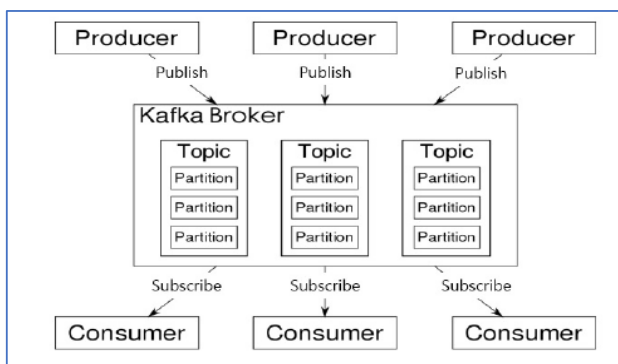 Producer Producer Producer
Publish Publish Publish
Kafka Broker
Topic Topic Topic
Partition Partition Partition
Partition Partition Partition
Partition Partition Partition
Subscribe Subscribe Subscribe
Consumer Consumer Consumer